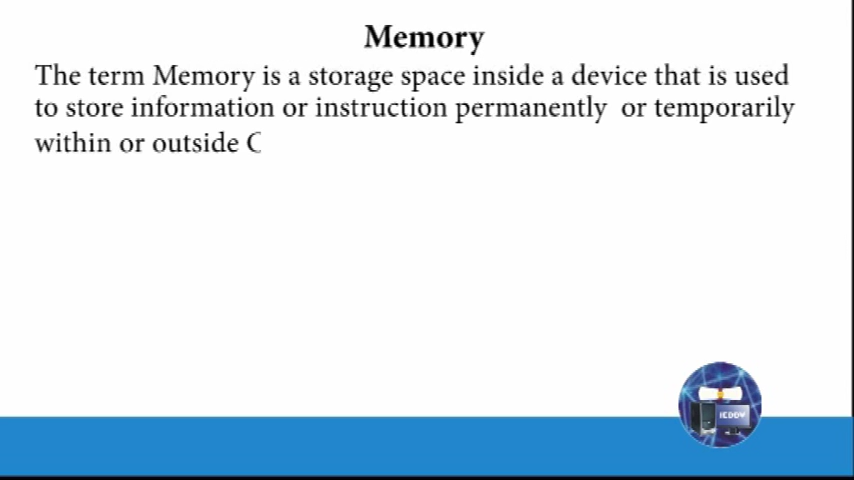 Memory
The term Memory is a storage space inside a device that is used
to store information or instruction permanently or temporarily
within or outside C